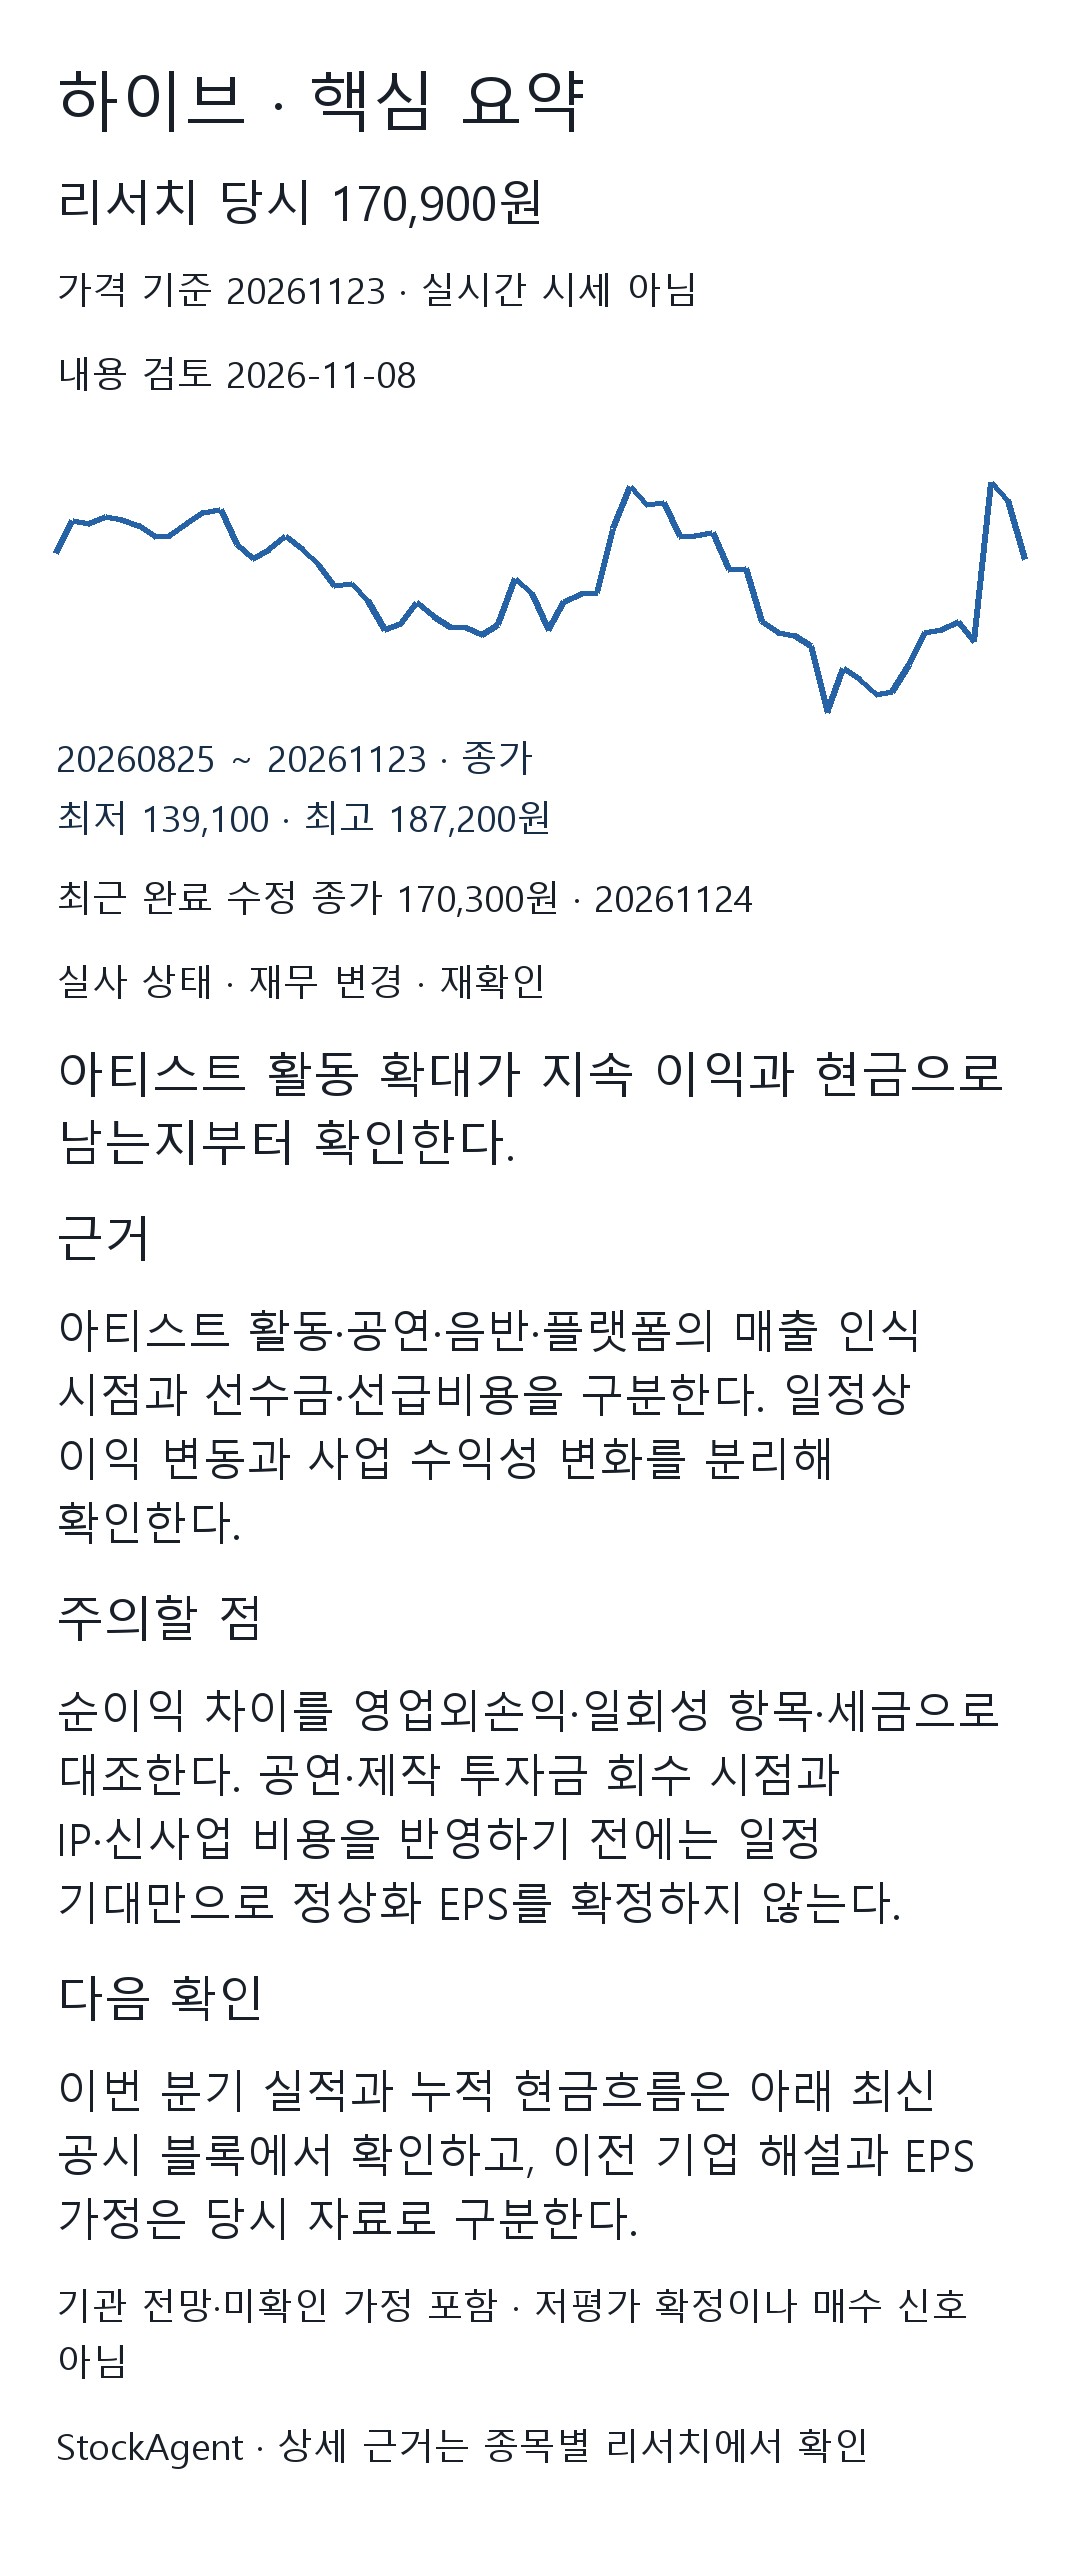 하이브 · 핵심 요약
리서치 당시 170,900원
가격 기준 20261123 · 실시간 시세 아님
내용 검토 2026-11-08
20260825 ~ 20261123 · 종가
최저 139,100 · 최고 187,200원
최근 완료 수정 종가 170,300원 · 20261124
실사 상태 · 재무 변경 · 재확인
아티스트 활동 확대가 지속 이익과 현금으로
남는지부터 확인한다.
근거
아티스트 활동·공연·음반·플랫폼의 매출 인식
시점과 선수금·선급비용을 구분한다. 일정상
이익 변동과 사업 수익성 변화를 분리해
확인한다.
주의할 점
순이익 차이를 영업외손익·일회성 항목·세금으로
대조한다. 공연·제작 투자금 회수 시점과
IP·신사업 비용을 반영하기 전에는 일정
기대만으로 정상화 EPS를 확정하지 않는다.
다음 확인
이번 분기 실적과 누적 현금흐름은 아래 최신
공시 블록에서 확인하고, 이전 기업 해설과 EPS
가정은 당시 자료로 구분한다.
기관 전망·미확인 가정 포함 · 저평가 확정이나 매수 신호
아님
StockAgent · 상세 근거는 종목별 리서치에서 확인